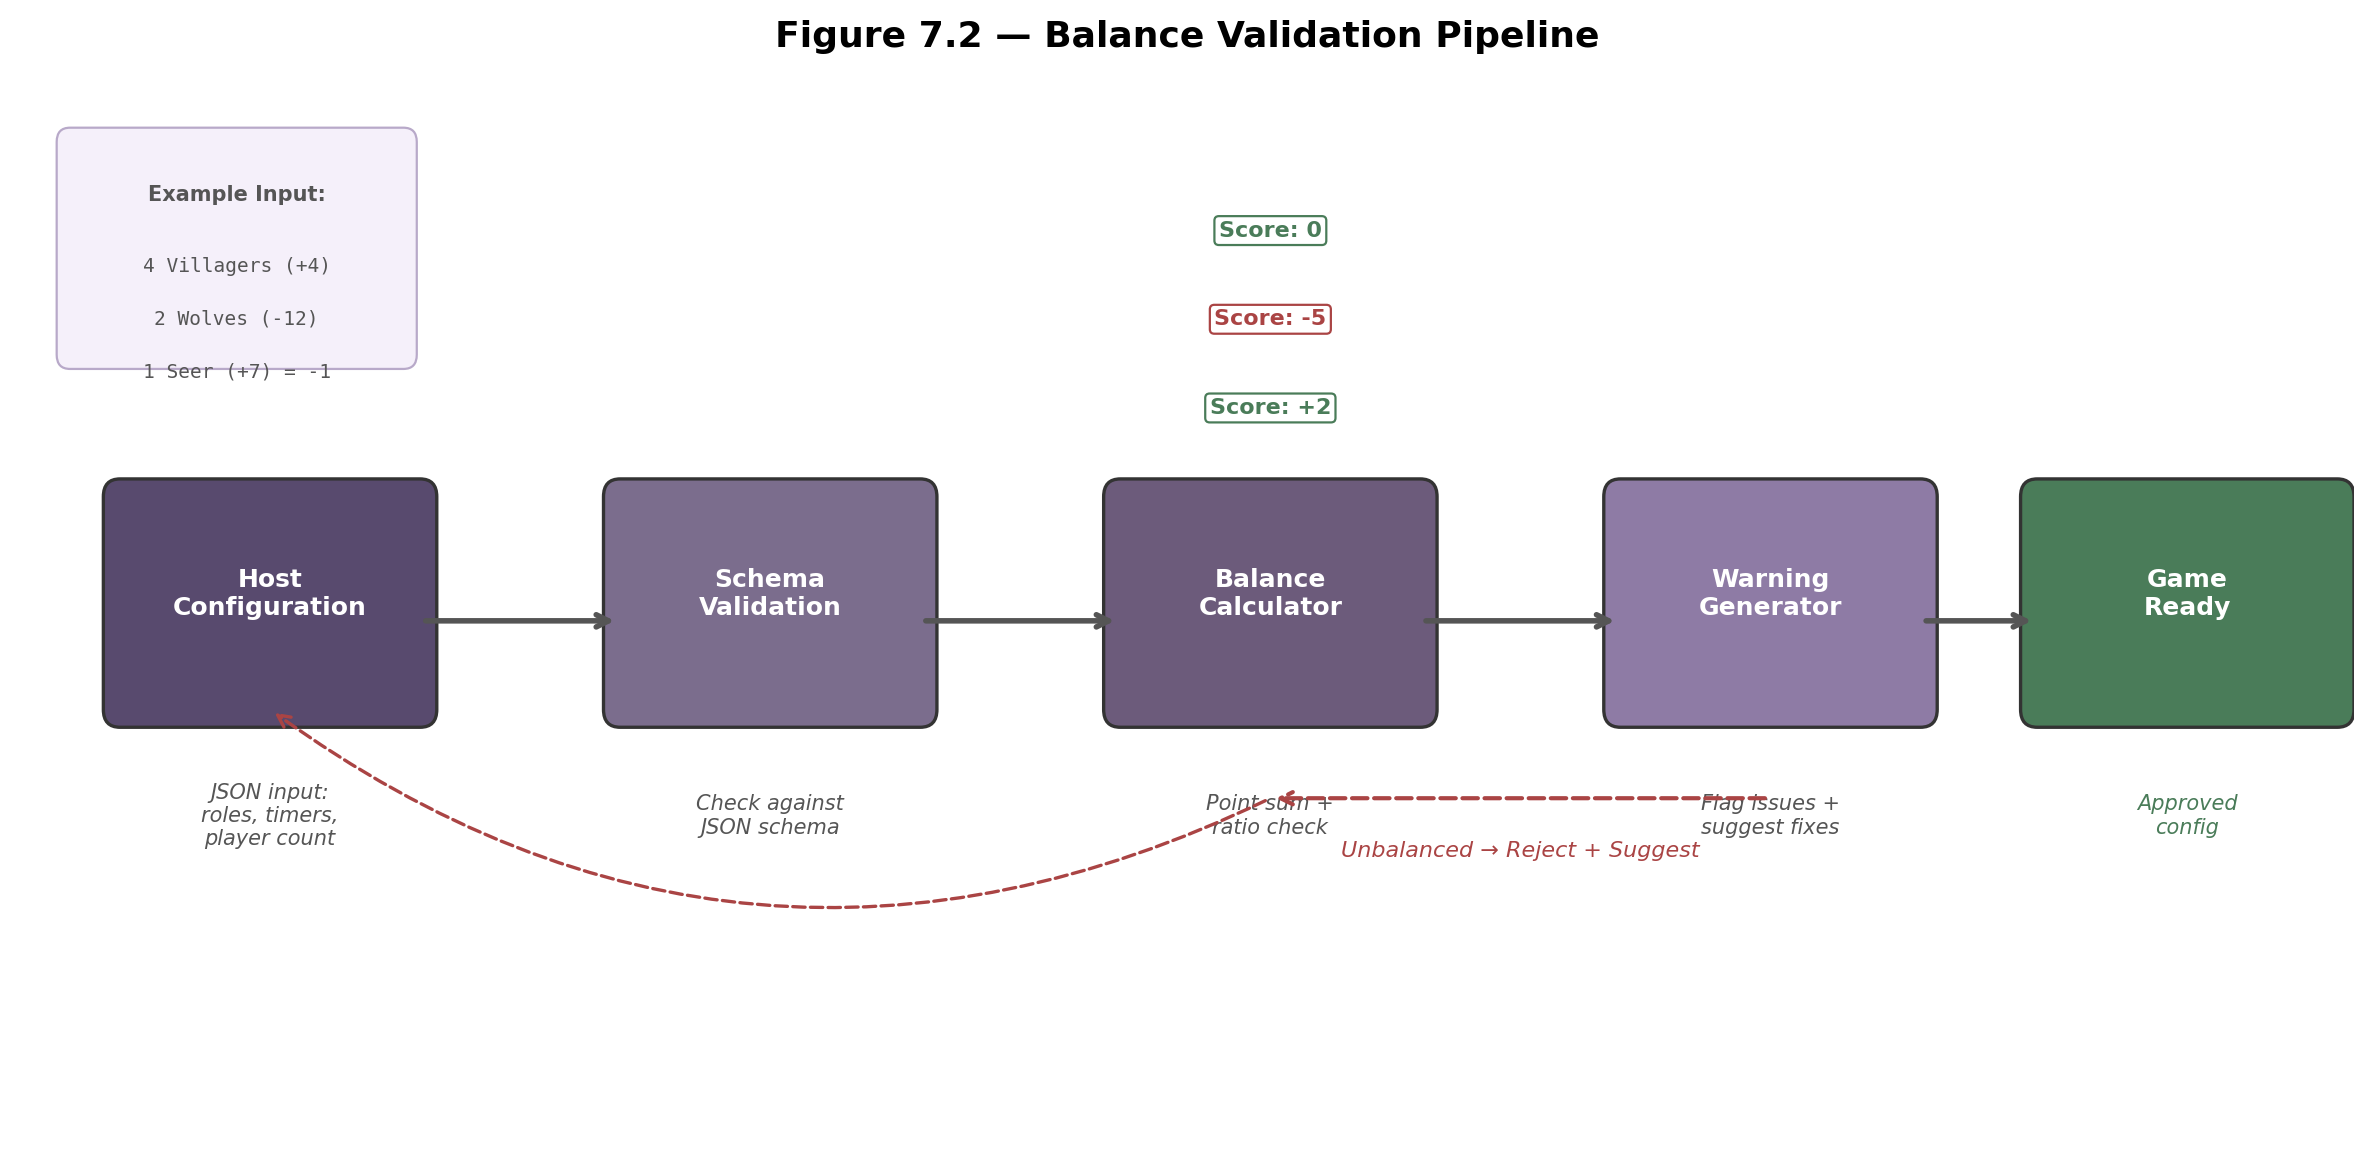 Figure 7.2 — Balance Validation Pipeline
Example Input:
4 Villagers (+4)
2 Wolves (-12)
1 Seer (+7) = -1
Score: 0
Score: -5
Score: +2
Host
Configuration
Schema
Validation
Balance
Calculator
Warning
Generator
Game
Ready
JSON input:
roles, timers,
player count
Check against
JSON schema
Point sum +
ratio check
Flag issues +
suggest fixes
Approved
config
Unbalanced → Reject + Suggest